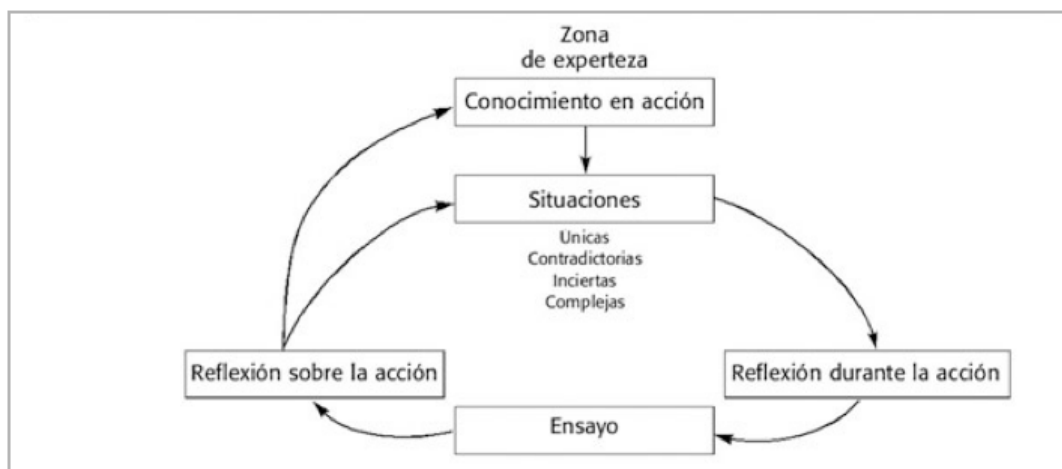 Zona
de experteza
Conocimiento en acción
Situaciones
Unicas
Contradictorias
Inciertas
Complejas
Reflexión sobre la acción
Reflexión durante la acción
Ensayo